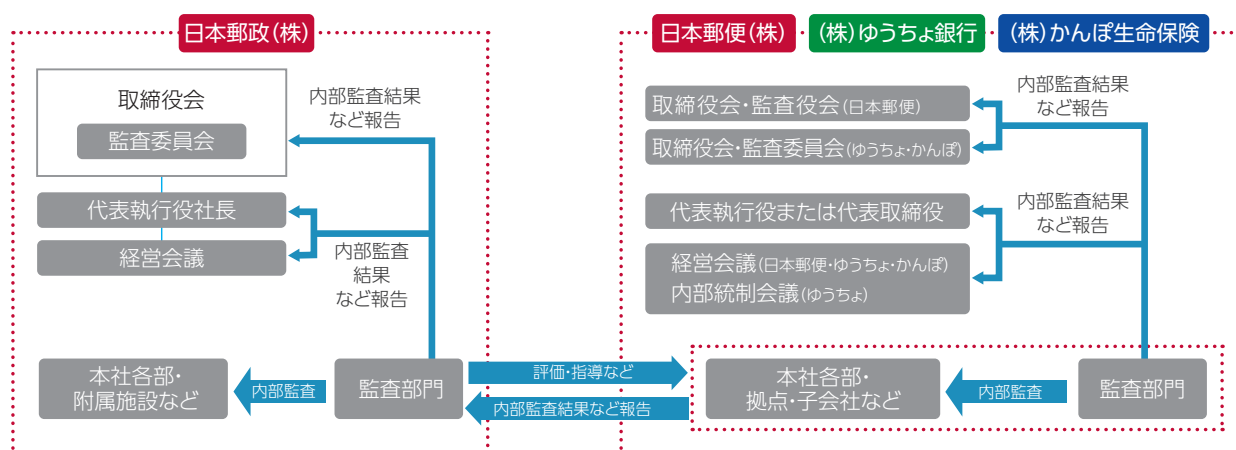 日本郵政(株)
取締役会
監査委員会
代表執行役社長
経営会議
内部監査結果
など報告
内部監査
結果
など報告
本社各部・
附属施設など
内部監査
監査部門
評価・指導など
内部監査結果など報告
日本郵便(株)
(株)ゆうちょ銀行
(株)かんぽ生命保険
取締役会・監査役会(日本郵便)
取締役会・監査委員会(ゆうちょ・かんぽ)
内部監査結果
など報告
代表執行役または代表取締役
経営会議(日本郵便・ゆうちょ・かんぽ)
内部統制会議(ゆうちょ)
内部監査結果
など報告
本社各部・
拠点・子会社など
内部監査
監査部門